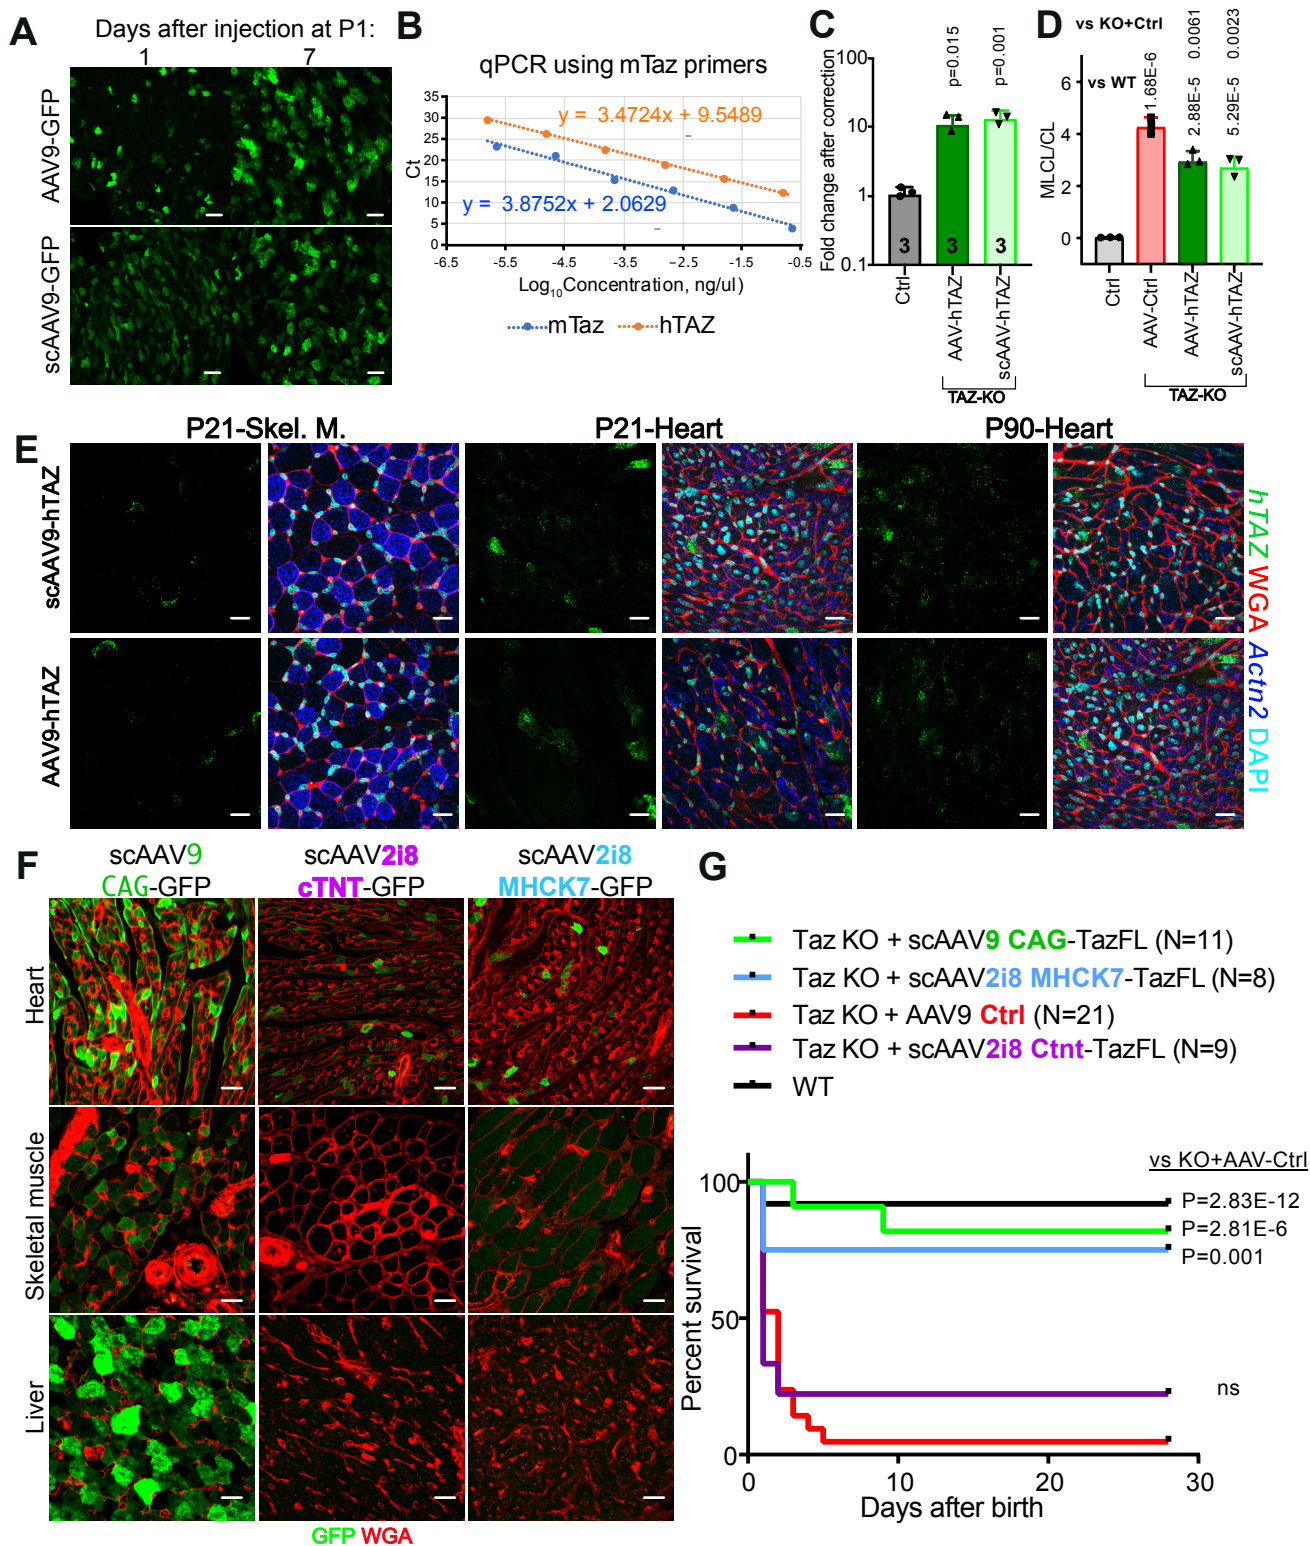 A
Days after injection at P1:
1
7
AAV9-GFP
scAAV9-GFP
B
qPCR using mTaz primers
35
30
25
20
15
10
5
0
Ct
y = 3.4724x + 9.5489
y = 3.8752x + 2.0629
-6.5
-5.5
-4.5
-3.5
-2.5
-1.5
-0.5
Log10Concentration, ng/ul)
mTaz
hTAZ
C
Fold change after correction
100
10
1
0.1
p=0.015
p=0.001
3
3
3
Ctrl
AAV-hTAZ
scAAV-hTAZ
TAZ-KO
D
vs KO+Ctrl
0.0061
0.0023
vs WT
1.68E-6
2.88E-5
5.29E-5
MLCL/CL
6
4
2
0
Ctrl
AAV-Ctrl
AAV-hTAZ
scAAV-hTAZ
TAZ-KO
E
P21-Skel. M.
P21-Heart
P90-Heart
scAAV9-hTAZ
AAV9-hTAZ
hTAZ WGA Actn2 DAPI
F
scAAV9
CAG-GFP
scAAV2i8
cTNT-GFP
scAAV2i8
MHCK7-GFP
Heart
Skeletal muscle
Liver
GFP WGA
G
Taz KO + scAAV9 CAG-TazFL (N=11)
Taz KO + scAAV2i8 MHCK7-TazFL (N=8)
Taz KO + AAV9 Ctrl (N=21)
Taz KO + scAAV2i8 Ctnt-TazFL (N=9)
WT
vs KO+AAV-Ctrl
P=2.83E-12
P=2.81E-6
P=0.001
ns
Percent survival
100
50
0
0
10
20
30
Days after birth